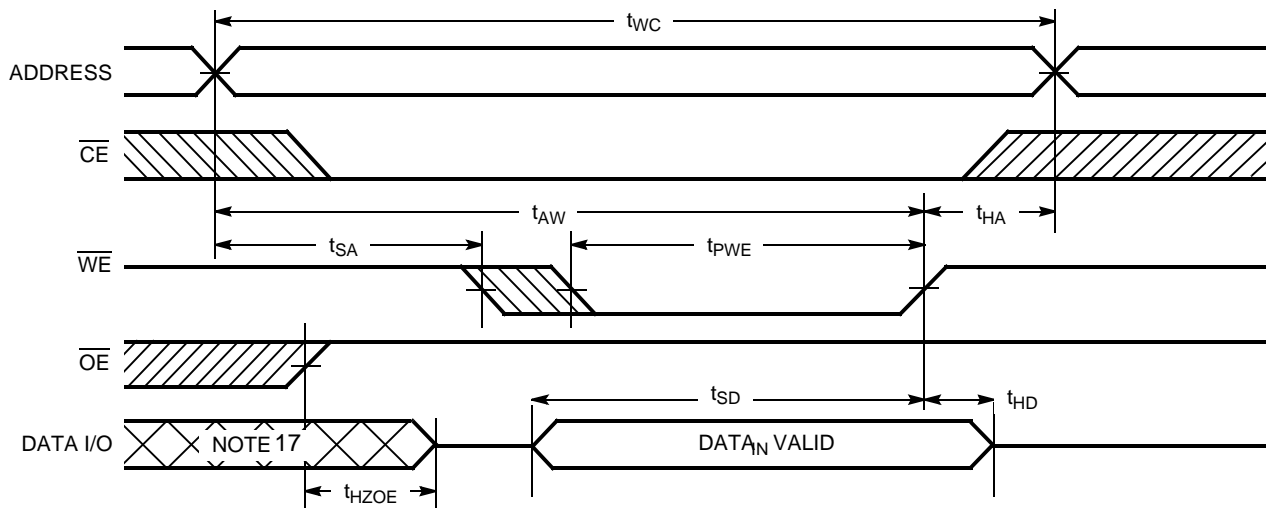 tWC
ADDRESS
CE
tAW
tHA
tSA
tPWE
WE
OE
tSD
tHD
DATA I/O
NOTE 17
DATAIN VALID
tHZOE